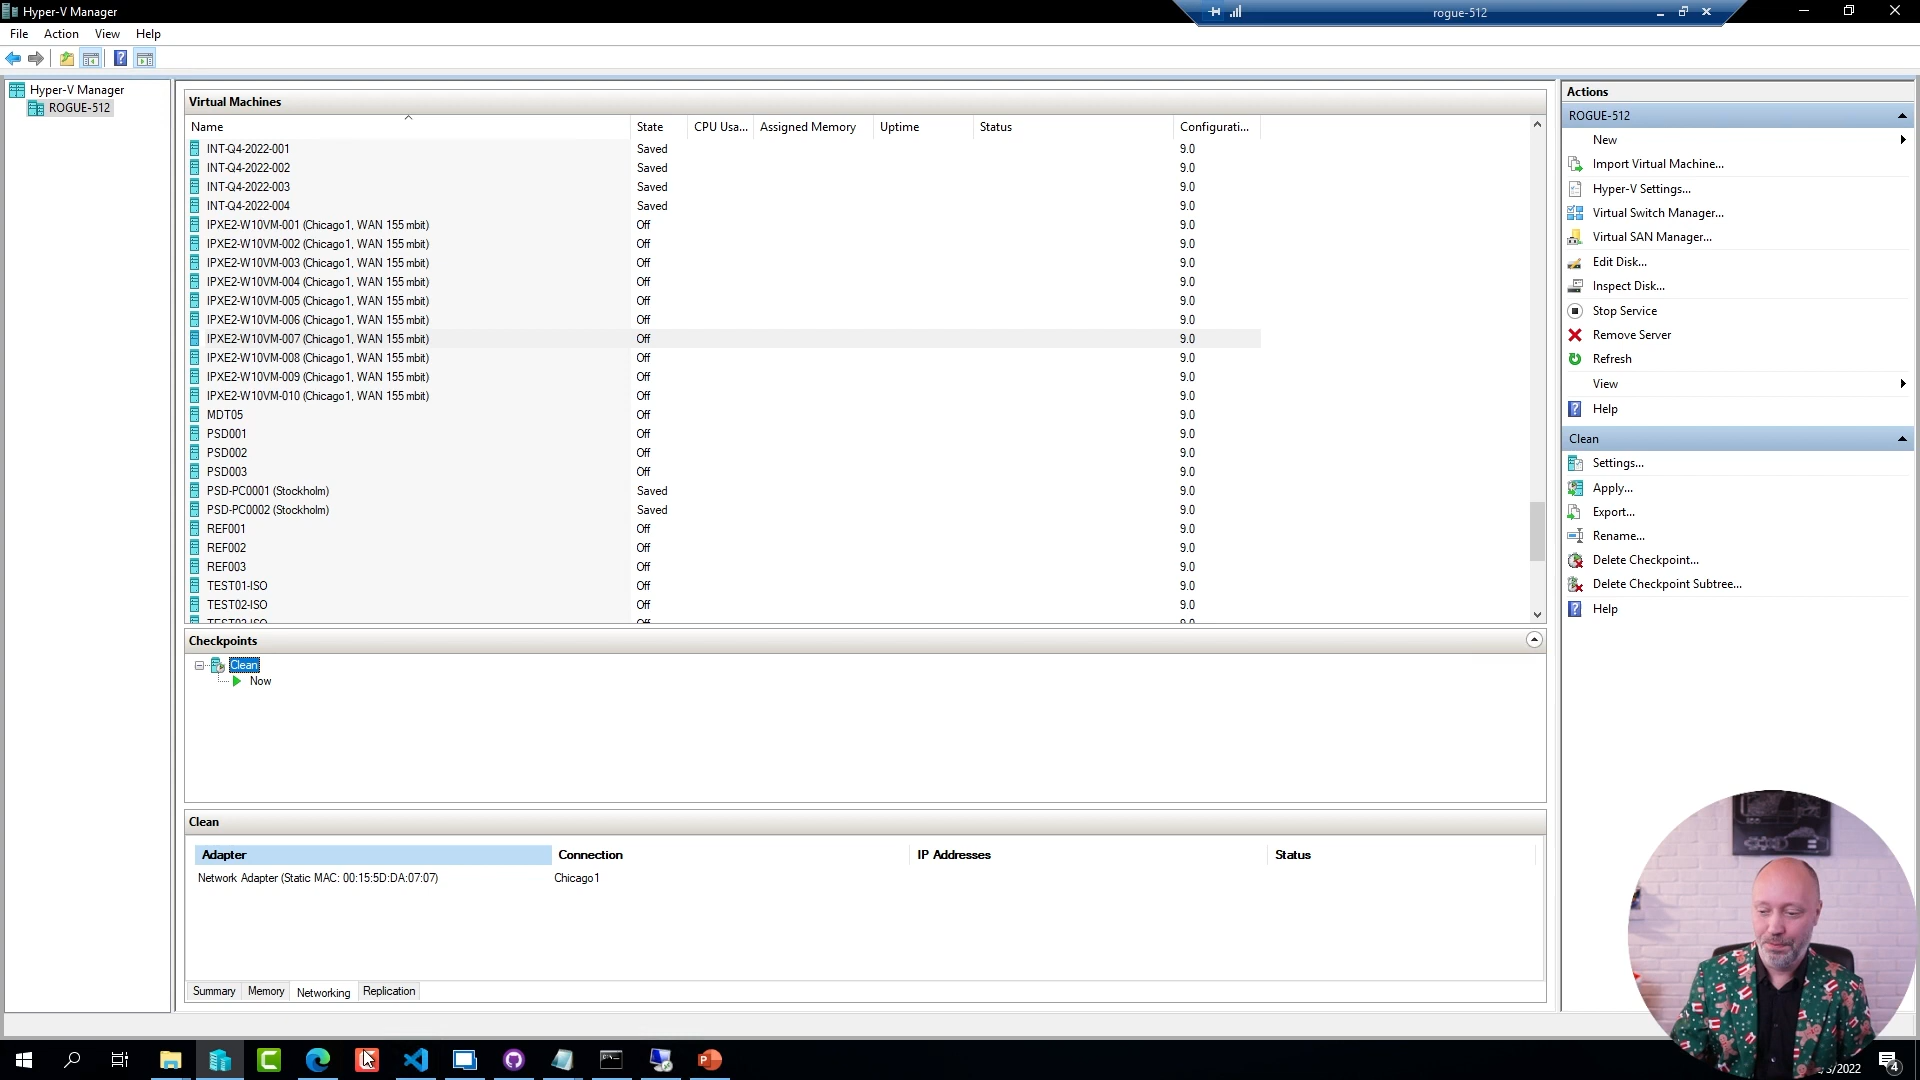 Hyper-V Manager
rogue-512
File Action View Help
Hyper-V Manager
ROGUE-512
Virtual Machines
Name State CPU Usa... Assigned Memory Uptime Status Configurati...
INT-Q4-2022-001 Saved 9.0
INT-Q4-2022-002 Saved 9.0
INT-Q4-2022-003 Saved 9.0
INT-Q4-2022-004 Saved 9.0
IPXE2-W10VM-001 (Chicago1, WAN 155 mbit) Off 9.0
IPXE2-W10VM-002 (Chicago1, WAN 155 mbit) Off 9.0
IPXE2-W10VM-003 (Chicago1, WAN 155 mbit) Off 9.0
IPXE2-W10VM-004 (Chicago1, WAN 155 mbit) Off 9.0
IPXE2-W10VM-005 (Chicago1, WAN 155 mbit) Off 9.0
IPXE2-W10VM-006 (Chicago1, WAN 155 mbit) Off 9.0
IPXE2-W10VM-007 (Chicago1, WAN 155 mbit) Off 9.0
IPXE2-W10VM-008 (Chicago1, WAN 155 mbit) Off 9.0
IPXE2-W10VM-009 (Chicago1, WAN 155 mbit) Off 9.0
IPXE2-W10VM-010 (Chicago1, WAN 155 mbit) Off 9.0
MDT05 Off 9.0
PSD001 Off 9.0
PSD002 Off 9.0
PSD003 Off 9.0
PSD-PC0001 (Stockholm) Saved 9.0
PSD-PC0002 (Stockholm) Saved 9.0
REF001 Off 9.0
REF002 Off 9.0
REF003 Off 9.0
TEST01-ISO Off 9.0
TEST02-ISO Off 9.0
Checkpoints
Clean
Now
Clean
Adapter Connection IP Addresses Status
Network Adapter (Static MAC: 00:15:5D:DA:07:07) Chicago1
Summary Memory Networking Replication
Actions
ROGUE-512
New
Import Virtual Machine...
Hyper-V Settings...
Virtual Switch Manager...
Virtual SAN Manager...
Edit Disk...
Inspect Disk...
Stop Service
Remove Server
Refresh
View
Help
Clean
Settings...
Apply...
Export...
Rename...
Delete Checkpoint...
Delete Checkpoint Subtree...
Help
/2022
4